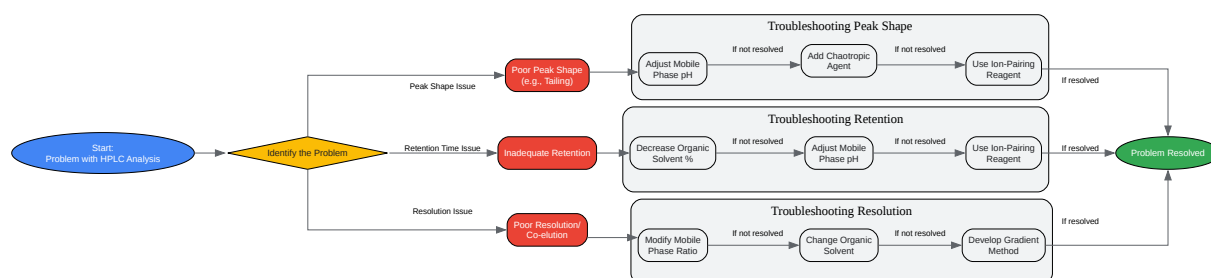 Start:
Problem with HPLC Analysis
Identify the Problem
Peak Shape Issue
Poor Peak Shape
(e.g., Tailing)
Troubleshooting Peak Shape
Adjust Mobile
Phase pH
If not resolved
Add Chaotropic
Agent
If not resolved
Use Ion-Pairing
Reagent
If resolved
Retention Time Issue
Inadequate Retention
Troubleshooting Retention
Decrease Organic
Solvent %
If not resolved
Adjust Mobile
Phase pH
If not resolved
Use Ion-Pairing
Reagent
If resolved
Problem Resolved
Resolution Issue
Poor Resolution/
Co-elution
Troubleshooting Resolution
Modify Mobile
Phase Ratio
If not resolved
Change Organic
Solvent
If not resolved
Develop Gradient
Method
If resolved